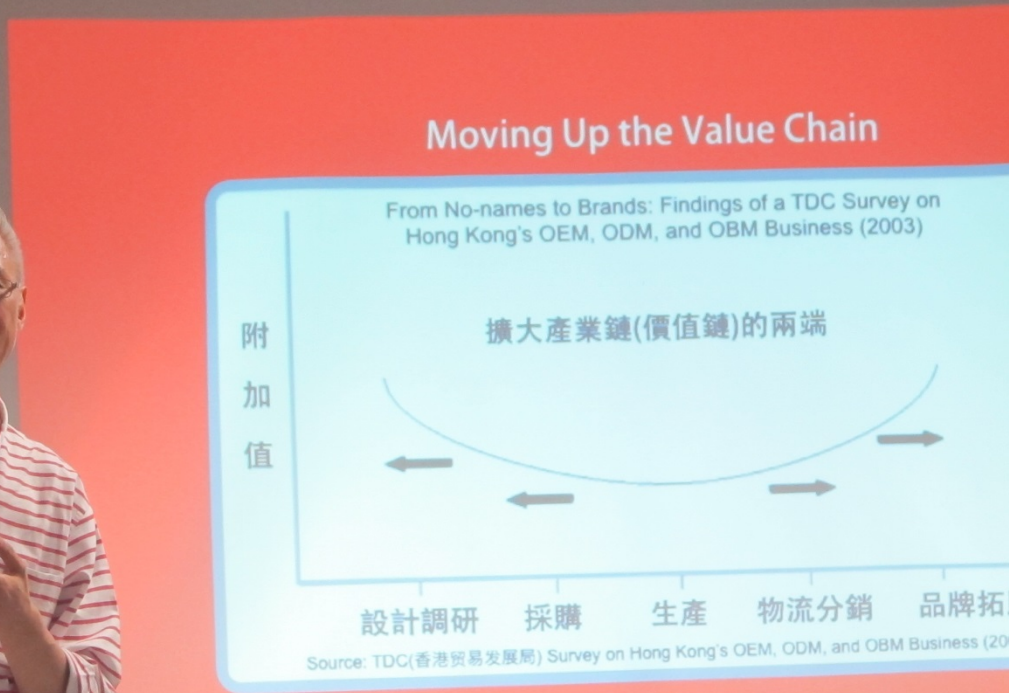 Moving Up the Value Chain
From No-names to Brands: Findings of a TDC Survey on
Hong Kong's OEM, ODM, and OBM Business (2003)
擴大產業鏈(價值鏈)的兩端
附
加
值
設計調研 採購 生產 物流分銷 品牌拓
Source: TDC(香港贸易发展局) Survey on Hong Kong's OEM, ODM, and OBM Business (20